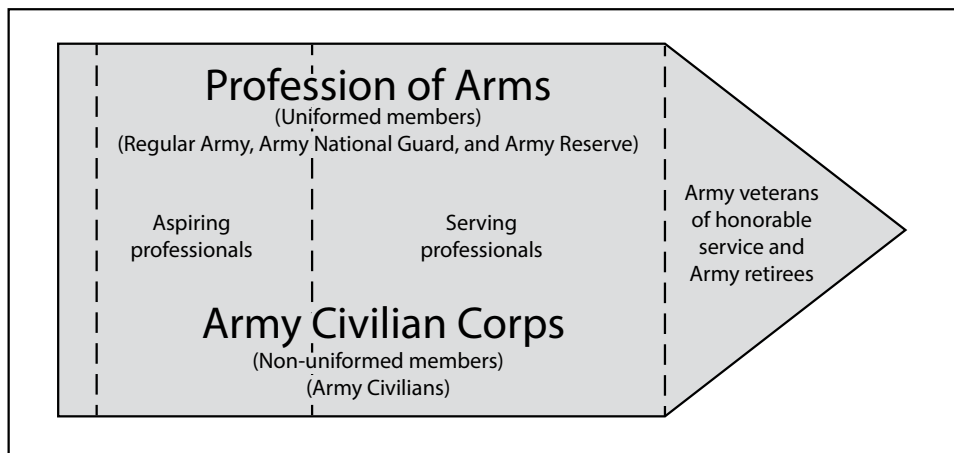 Profession of Arms
(Uniformed members)
(Regular Army, Army National Guard, and Army Reserve)
Aspiring
professionals
Serving
professionals
Army veterans
of honorable
service and
Army retirees
Army Civilian Corps
(Non-uniformed members)
(Army Civilians)